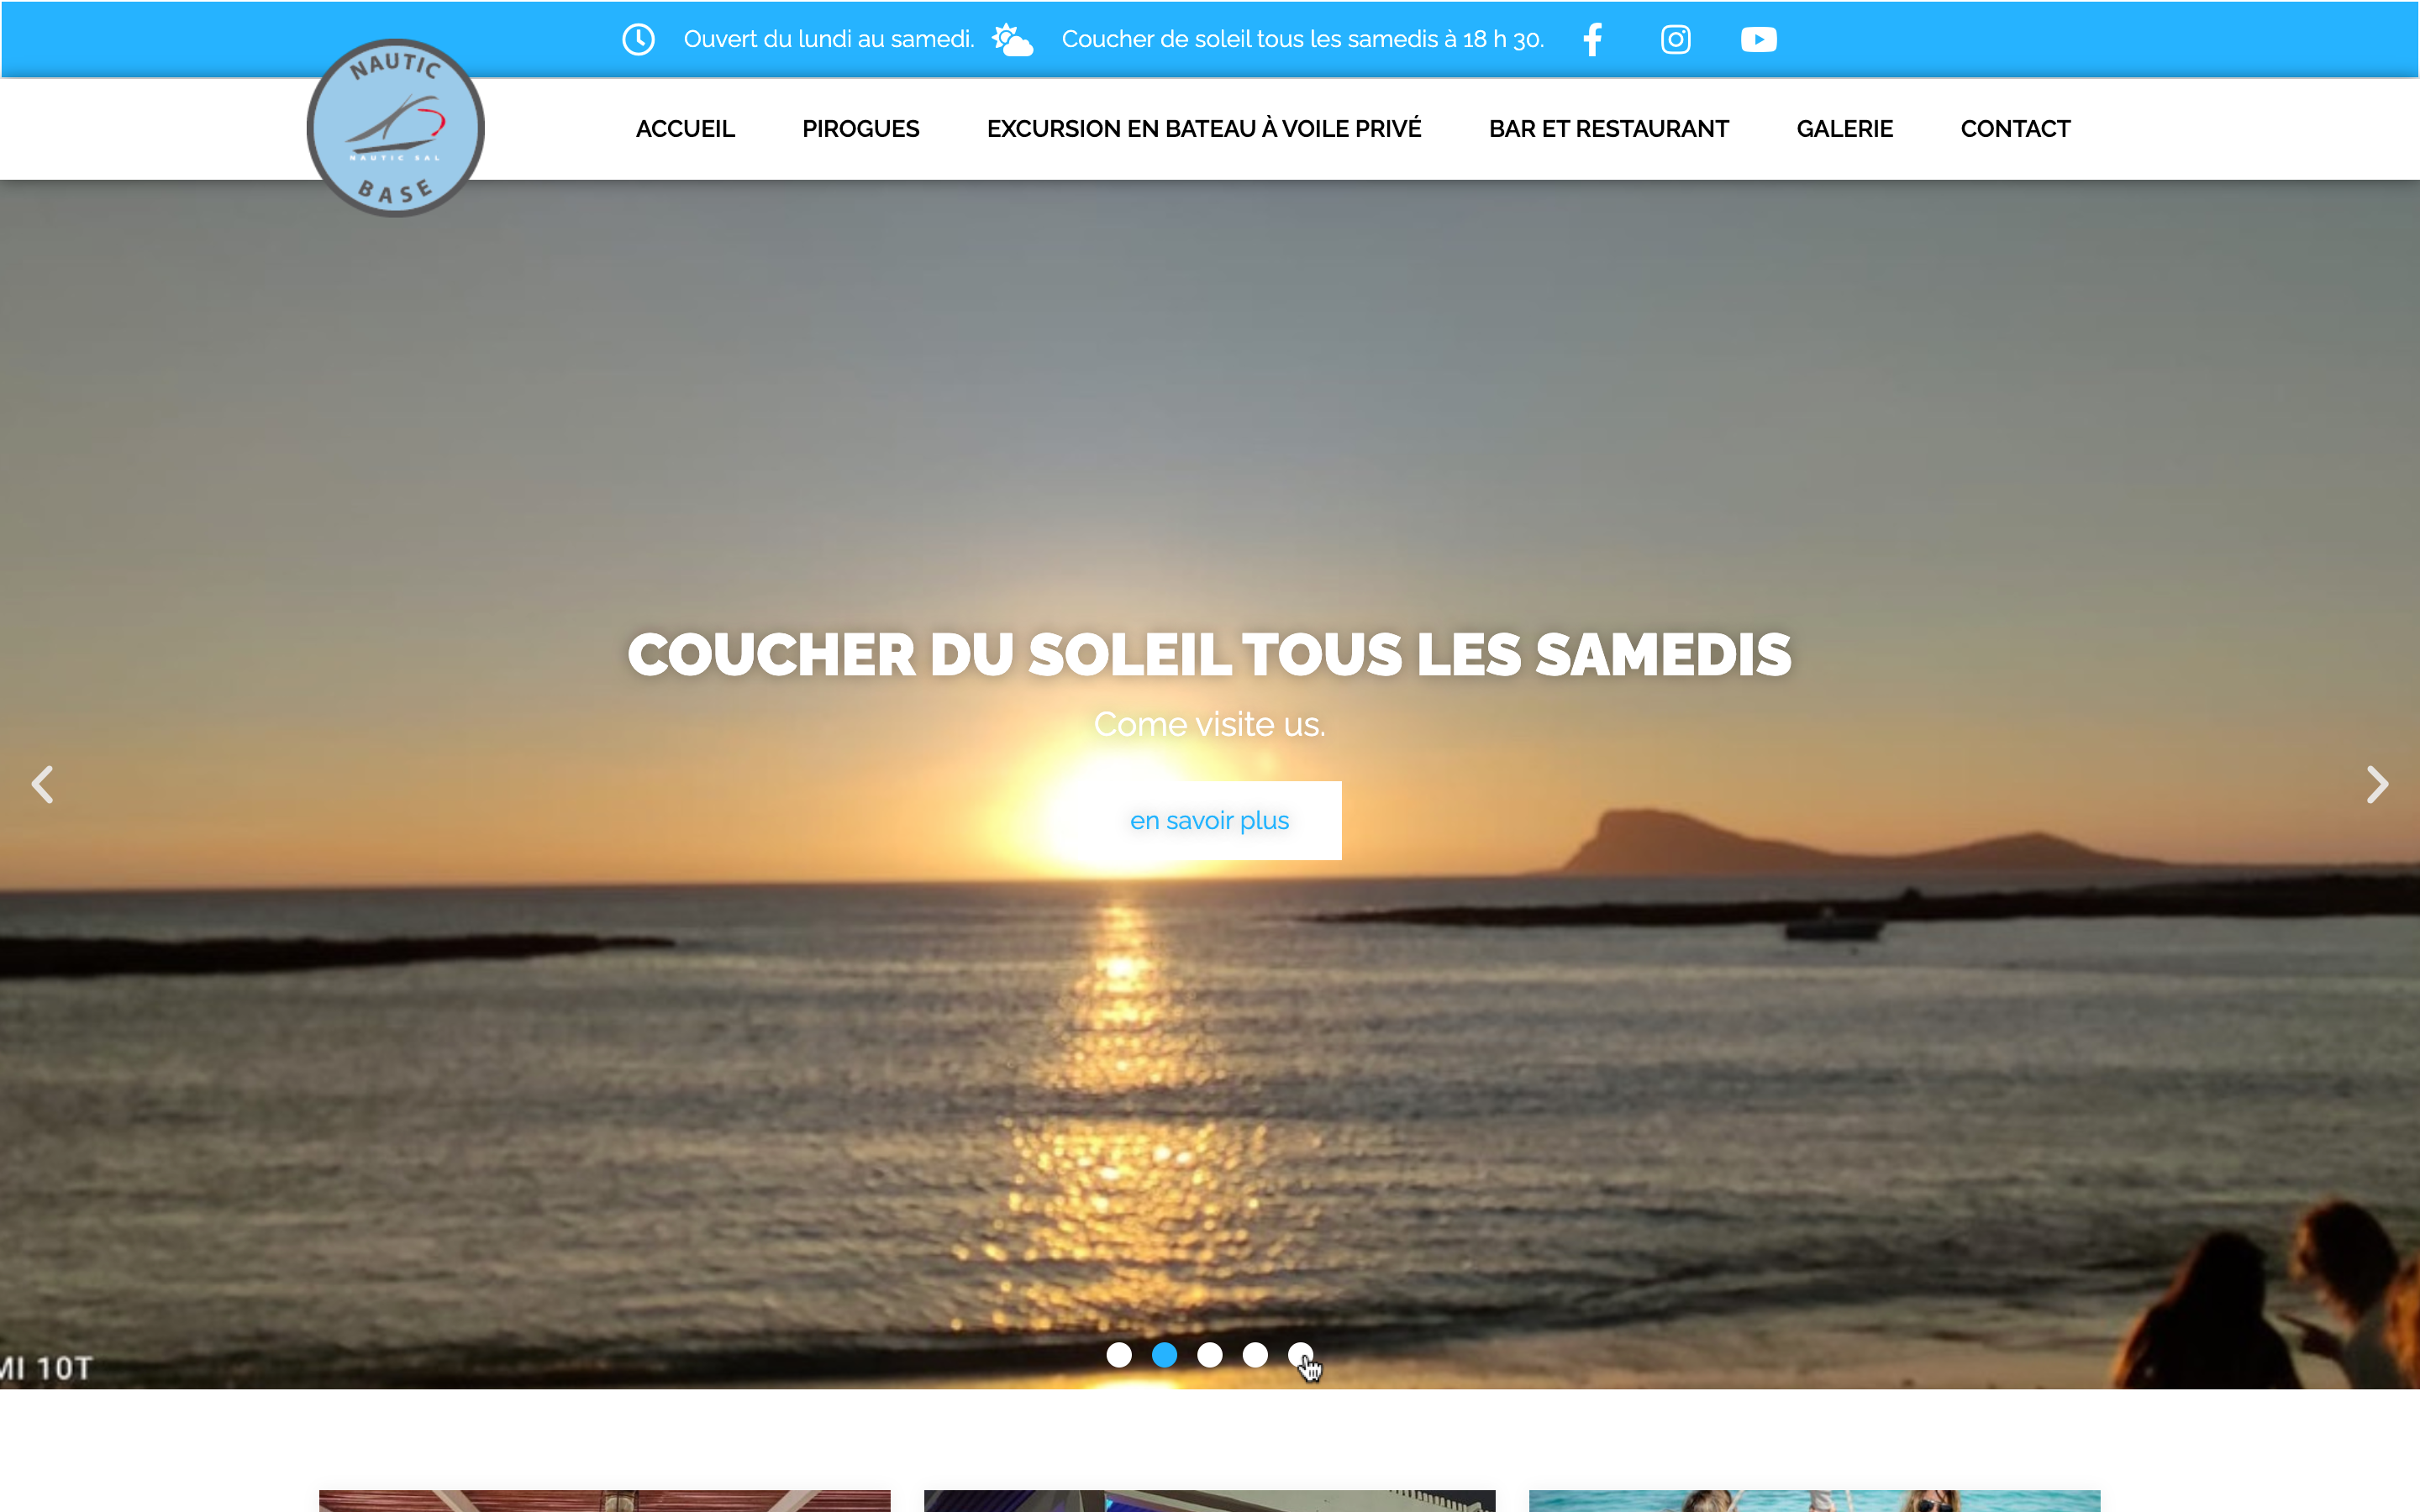 Ouvert du lundi au samedi. Coucher de soleil tous les samedis à 18 h 30.
NAUTIC
NAUTIC SAL
BASE
ACCUEIL PIROGUES EXCURSION EN BATEAU À VOILE PRIVÉ BAR ET RESTAURANT GALERIE CONTACT
COUCHER DU SOLEIL TOUS LES SAMEDIS
Come visite us.
en savoir plus
MI 10T